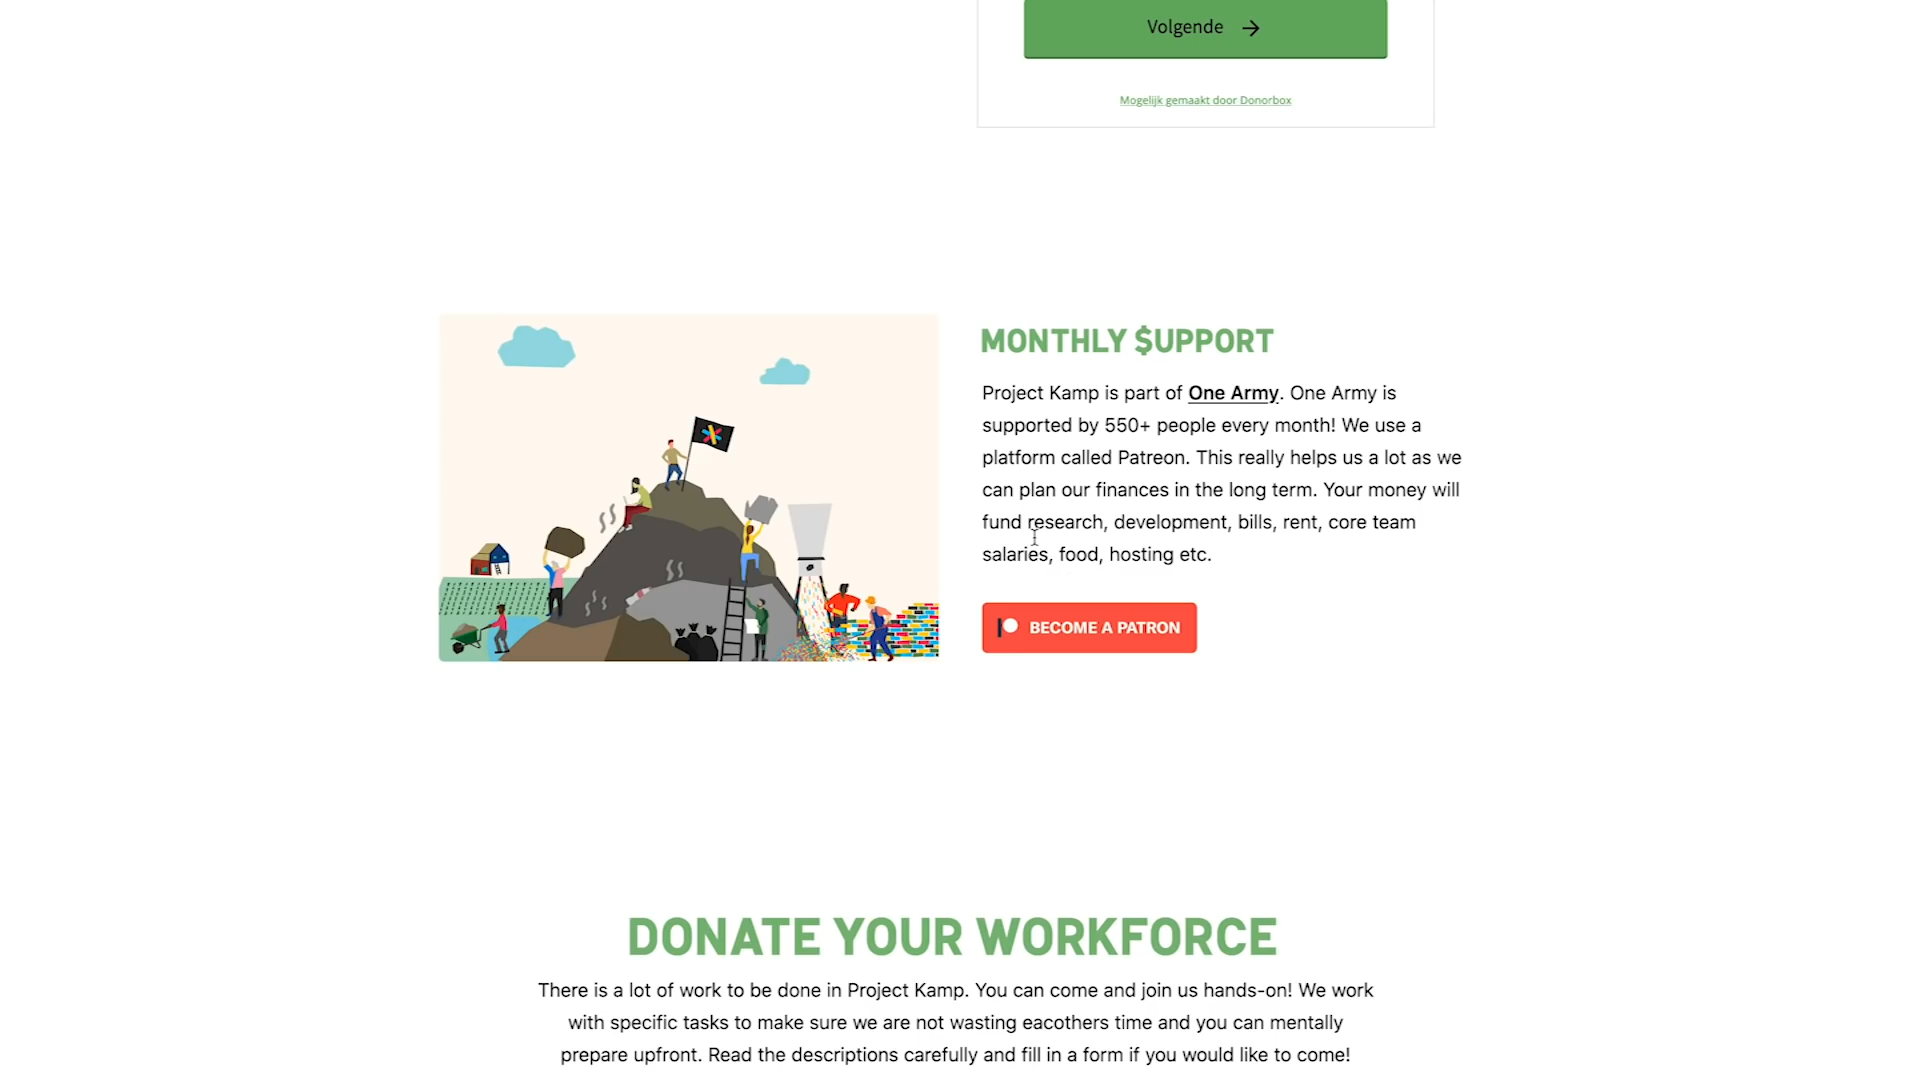 Volgende
Mogelijk gemaakt door Donorbox
MONTHLY $UPPORT
Project Kamp is part of One Army. One Army is
supported by 550+ people every month! We use a
platform called Patreon. This really helps us a lot as we
can plan our finances in the long term. Your money will
fund research, development, bills, rent, core team
salaries, food, hosting etc.
BECOME A PATRON
DONATE YOUR WORKFORCE
There is a lot of work to be done in Project Kamp. You can come and join us hands-on! We work
with specific tasks to make sure we are not wasting eacothers time and you can mentally
prepare upfront. Read the descriptions carefully and fill in a form if you would like to come!